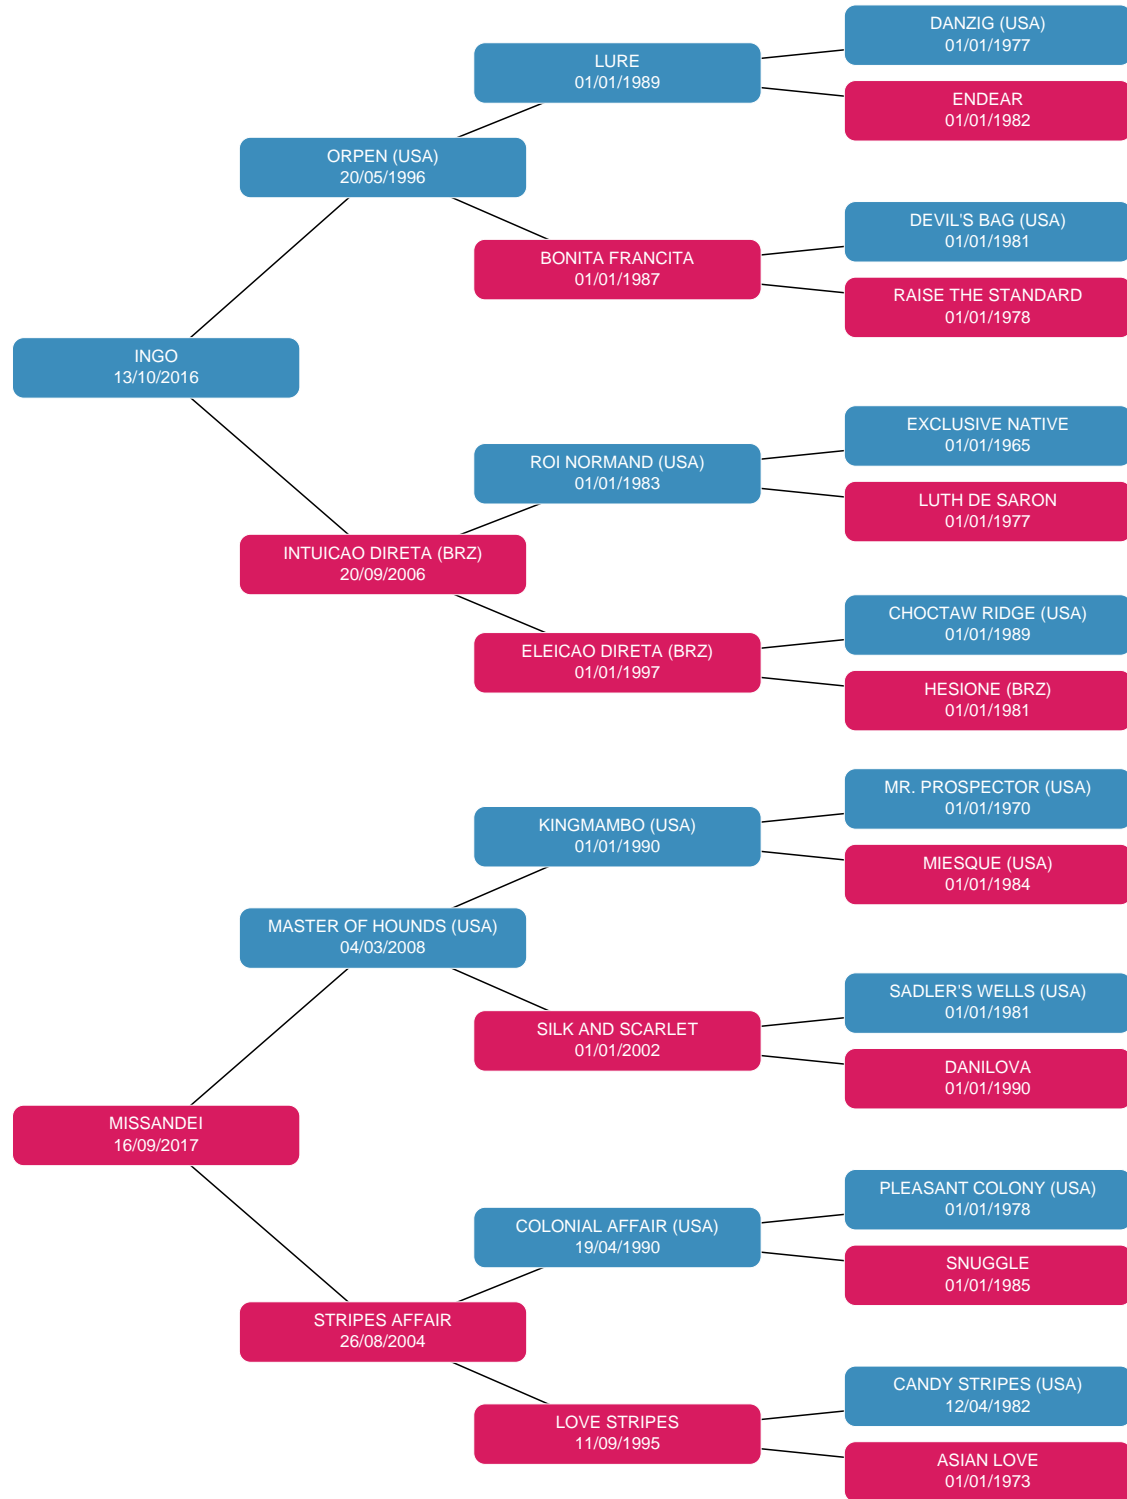 DANZIG (USA)
01/01/1977
LURE
01/01/1989
ENDEAR
01/01/1982
ORPEN (USA)
20/05/1996
DEVIL'S BAG (USA)
01/01/1981
BONITA FRANCITA
01/01/1987
RAISE THE STANDARD
01/01/1978
INGO
13/10/2016
EXCLUSIVE NATIVE
01/01/1965
ROI NORMAND (USA)
01/01/1983
LUTH DE SARON
01/01/1977
INTUICAO DIRETA (BRZ)
20/09/2006
CHOCTAW RIDGE (USA)
01/01/1989
ELEICAO DIRETA (BRZ)
01/01/1997
HESIONE (BRZ)
01/01/1981
MR. PROSPECTOR (USA)
01/01/1970
KINGMAMBO (USA)
01/01/1990
MIESQUE (USA)
01/01/1984
MASTER OF HOUNDS (USA)
04/03/2008
SADLER'S WELLS (USA)
01/01/1981
SILK AND SCARLET
01/01/2002
DANILOVA
01/01/1990
MISSANDEI
16/09/2017
PLEASANT COLONY (USA)
01/01/1978
COLONIAL AFFAIR (USA)
19/04/1990
SNUGGLE
01/01/1985
STRIPES AFFAIR
26/08/2004
CANDY STRIPES (USA)
12/04/1982
LOVE STRIPES
11/09/1995
ASIAN LOVE
01/01/1973